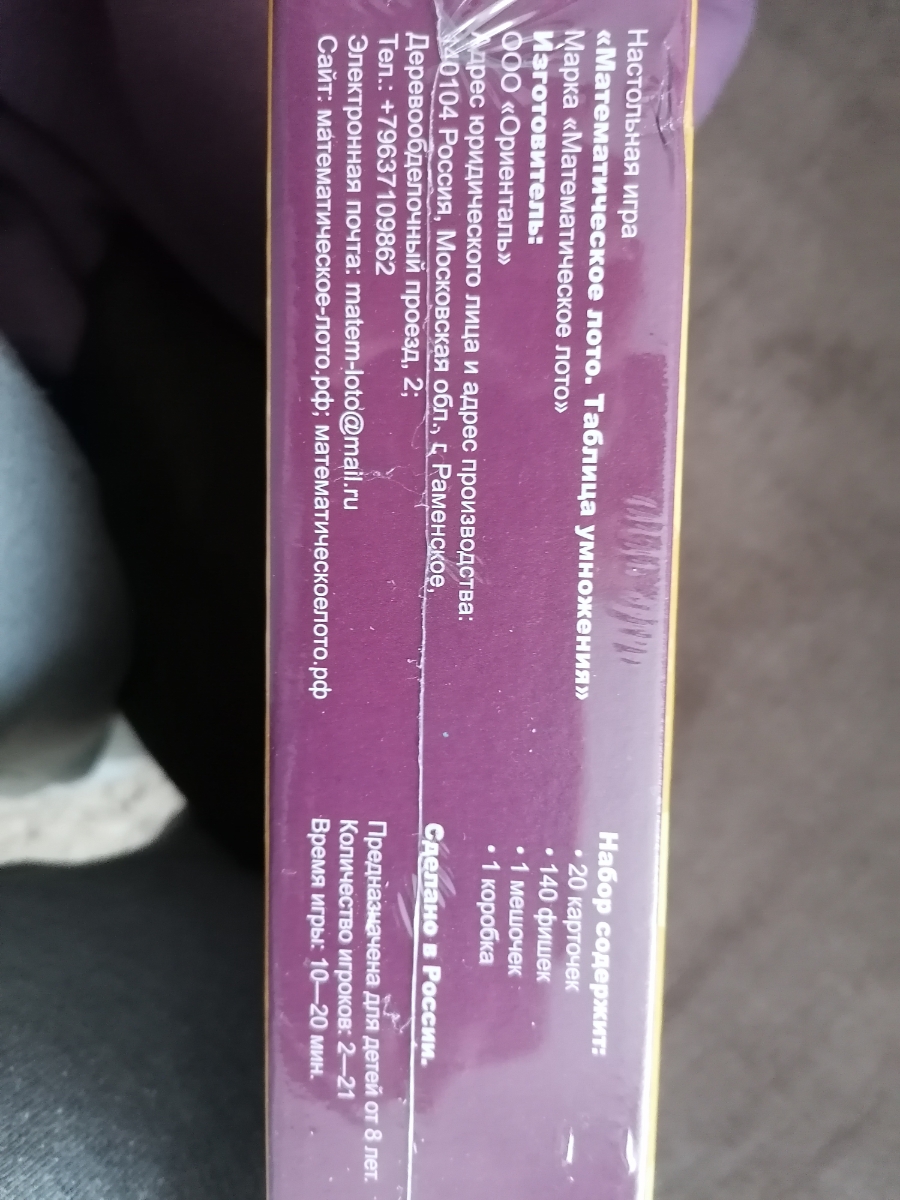 Настольная игра
«Математическое лото. Таблица умножения»
Марка «Математическое лото»
Изготовитель:
ООО «Ориенталь»
Адрес юридического лица и адрес производства:
140104 Россия, Московская обл., г. Раменское,
Деревообделочный проезд, 2;
Тел.: +79637109862
Электронная почта: matem-loto@mail.ru
Сайт: математическое-лото.рф; математическоелото.рф
Набор содержит:
• 20 карточек
• 140 фишек
• 1 мешочек
• 1 коробка
Сделано в России.
Предназначена для детей от 8 лет.
Количество игроков: 2—21
Время игры: 10—20 мин.